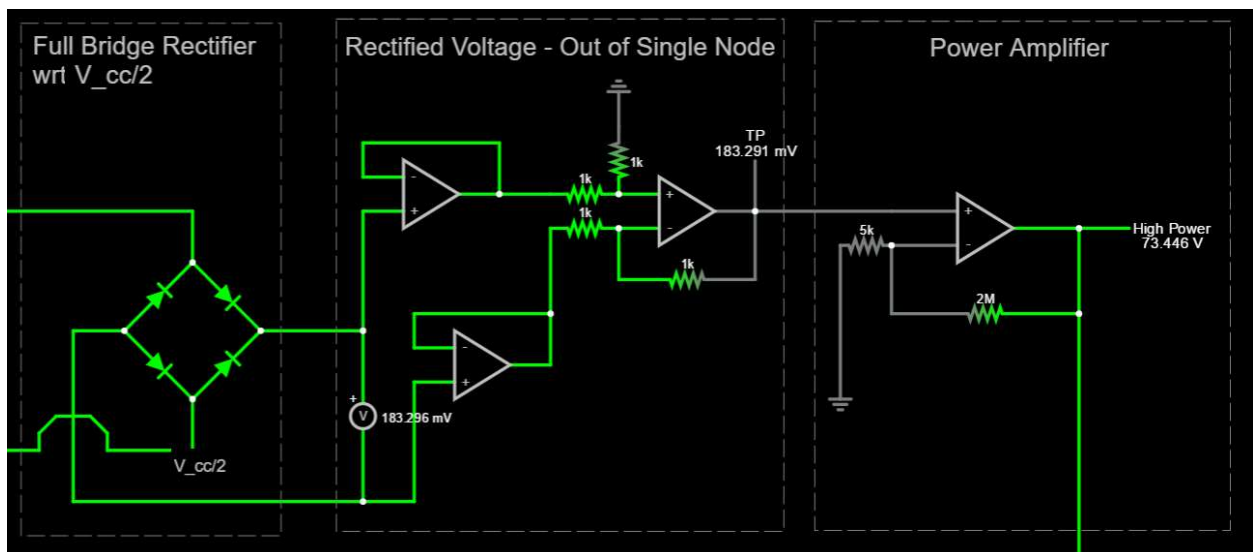 Full Bridge Rectifier
wrt V_cc/2
Rectified Voltage - Out of Single Node
Power Amplifier
TP
183.291 mV
1k
-
+
1k
1k
+
-
1k
-
+
+
V
183.296 mV
V_cc/2
+
-
5k
2M
High Power
73.446 V